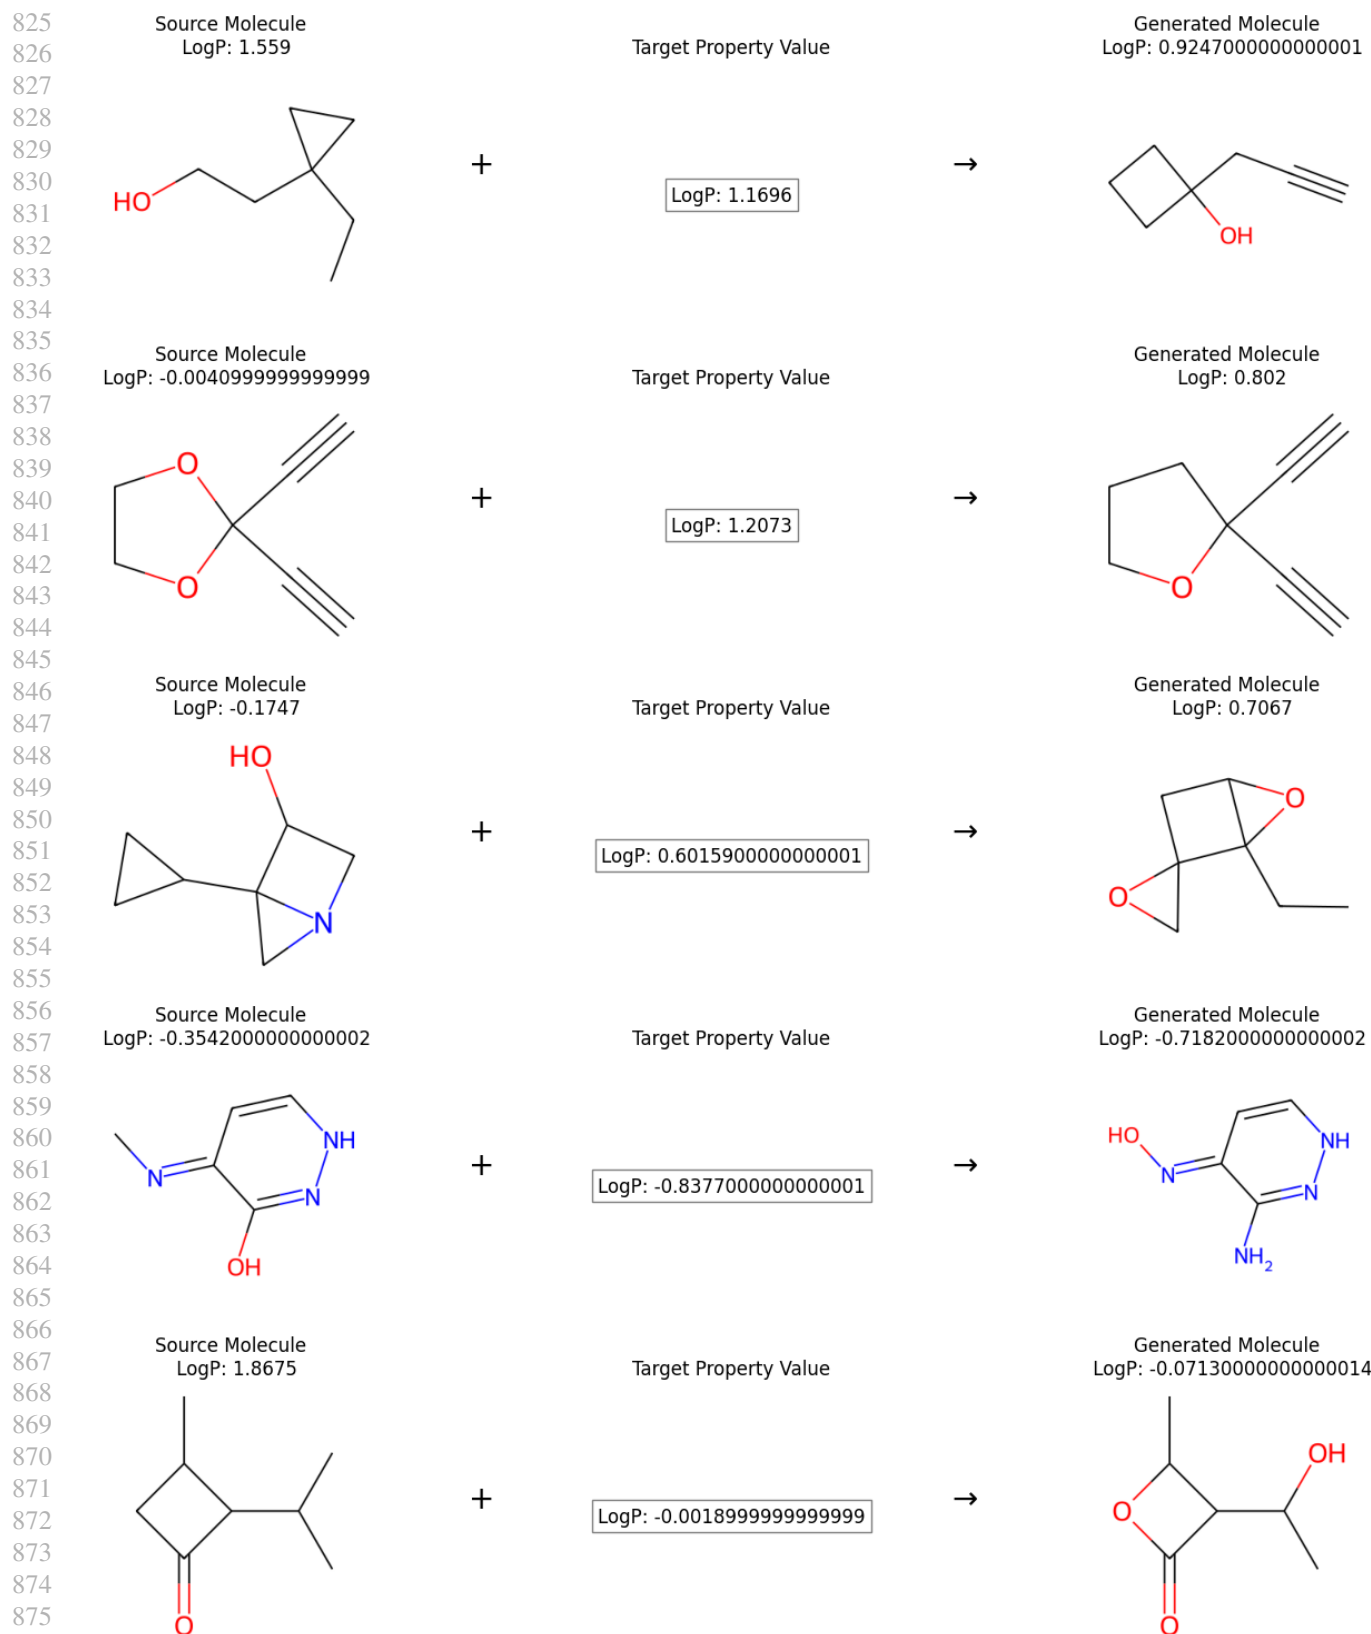 825
Source Molecule
Generated Molecule
826
LogP: 1.559
Target Property Value
LogP: 0.9247000000000001
827
828
829
830
HO
LogP: 1.1696
831
832
OH
833
834
835
Source Molecule
Generated Molecule
836
LogP: -0.0040999999999999
Target Property Value
LogP: 0.802
837
838
839
O
840
+
→
841
LogP: 1.2073
842
843
O
O
844
845
846
Source Molecule
Generated Molecule
847
LogP: -0.1747
Target Property Value
LogP: 0.7067
848
HO
849
O
850
851
+
→
852
LogP: 0.6015900000000001
853
N
O
854
855
856
Source Molecule
Generated Molecule
857
LogP: -0.3542000000000002
Target Property Value
LogP: -0.7182000000000002
858
859
860
NH
HO
NH
861
N
+
→
N
862
N
LogP: -0.8377000000000001
N
863
864
OH
NH2
865
866
Source Molecule
Generated Molecule
867
LogP: 1.8675
Target Property Value
LogP: -0.07130000000000014
868
869
870
OH
871
+
→
872
LogP: -0.0018999999999999
O
873
874
875
O
O